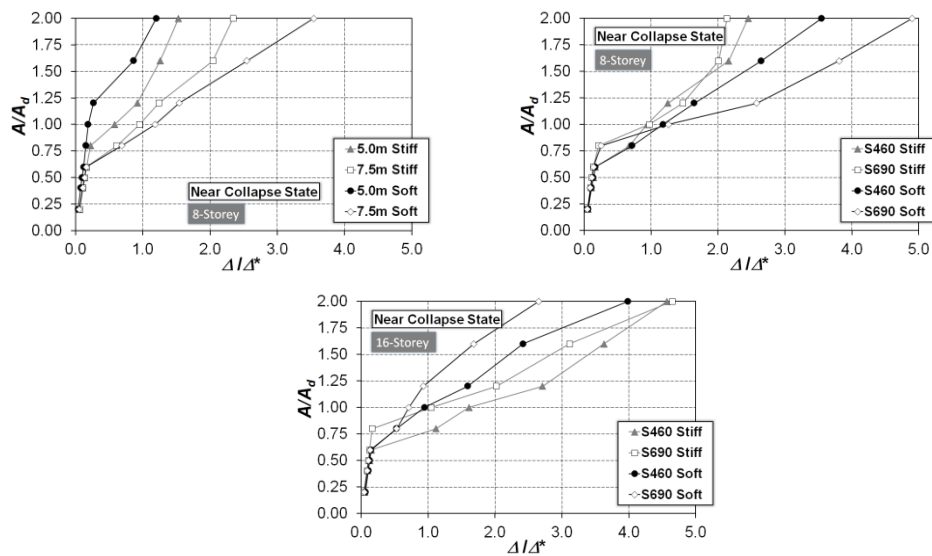 2.00
1.75
1.50
1.25
1.00
0.75
0.50
0.25
0.00
A/A_d
0.0 1.0 2.0 3.0 4.0 5.0
Δ/Δ*
5.0m Stiff
7.5m Stiff
5.0m Soft
7.5m Soft
Near Collapse State
8-Storey
2.00
1.75
1.50
1.25
1.00
0.75
0.50
0.25
0.00
A/A_d
0.0 1.0 2.0 3.0 4.0 5.0
Δ/Δ*
Near Collapse State
8-Storey
S460 Stiff
S690 Stiff
S460 Soft
S690 Soft
2.00
1.75
1.50
1.25
1.00
0.75
0.50
0.25
0.00
A/A_d
0.0 1.0 2.0 3.0 4.0 5.0
Δ/Δ*
Near Collapse State
16-Storey
S460 Stiff
S690 Stiff
S460 Soft
S690 Soft